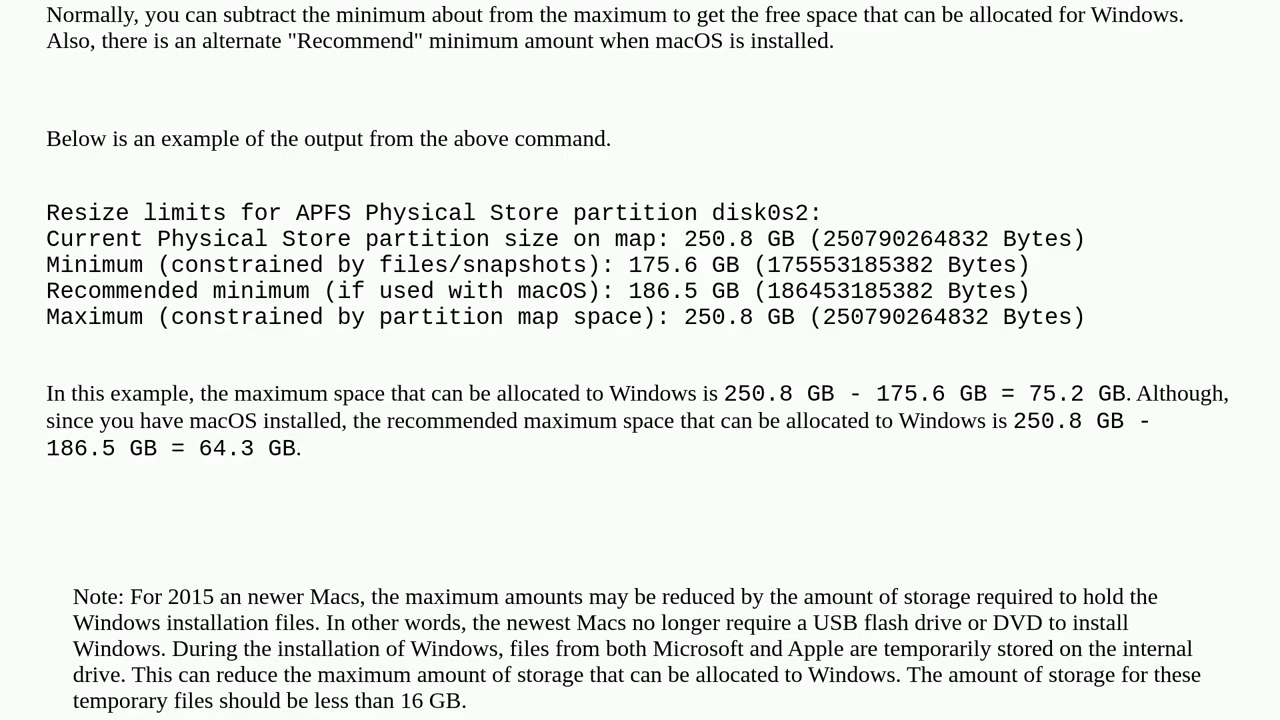 Normally, you can subtract the minimum about from the maximum to get the free space that can be allocated for Windows.
Also, there is an alternate "Recommend" minimum amount when macOS is installed.
Below is an example of the output from the above command.
Resize limits for APFS Physical Store partition disk0s2:
Current Physical Store partition size on map: 250.8 GB (250790264832 Bytes)
Minimum (constrained by files/snapshots): 175.6 GB (175553185382 Bytes)
Recommended minimum (if used with macOS): 186.5 GB (186453185382 Bytes)
Maximum (constrained by partition map space): 250.8 GB (250790264832 Bytes)
In this example, the maximum space that can be allocated to Windows is 250.8 GB - 175.6 GB = 75.2 GB. Although,
since you have macOS installed, the recommended maximum space that can be allocated to Windows is 250.8 GB -
186.5 GB = 64.3 GB.
Note: For 2015 an newer Macs, the maximum amounts may be reduced by the amount of storage required to hold the
Windows installation files. In other words, the newest Macs no longer require a USB flash drive or DVD to install
Windows. During the installation of Windows, files from both Microsoft and Apple are temporarily stored on the internal
drive. This can reduce the maximum amount of storage that can be allocated to Windows. The amount of storage for these
temporary files should be less than 16 GB.